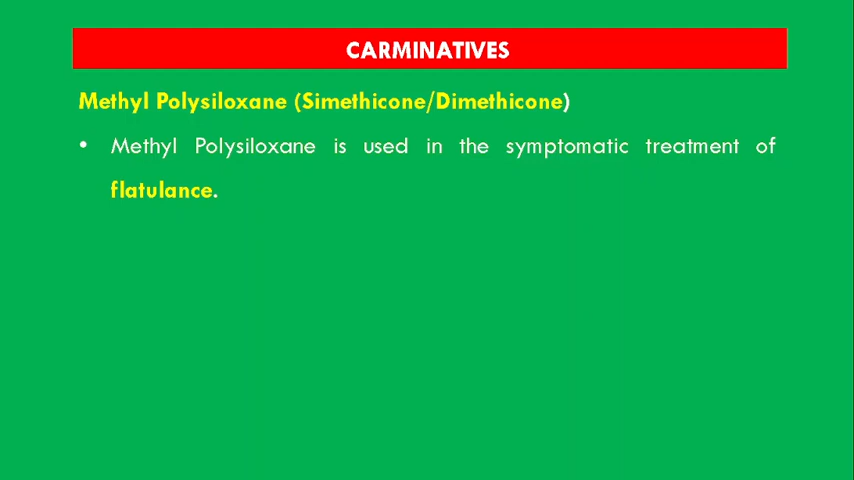 CARMINATIVES
Methyl Polysiloxane (Simethicone/Dimethicone)
• Methyl Polysiloxane is used in the symptomatic treatment of
flatulance.